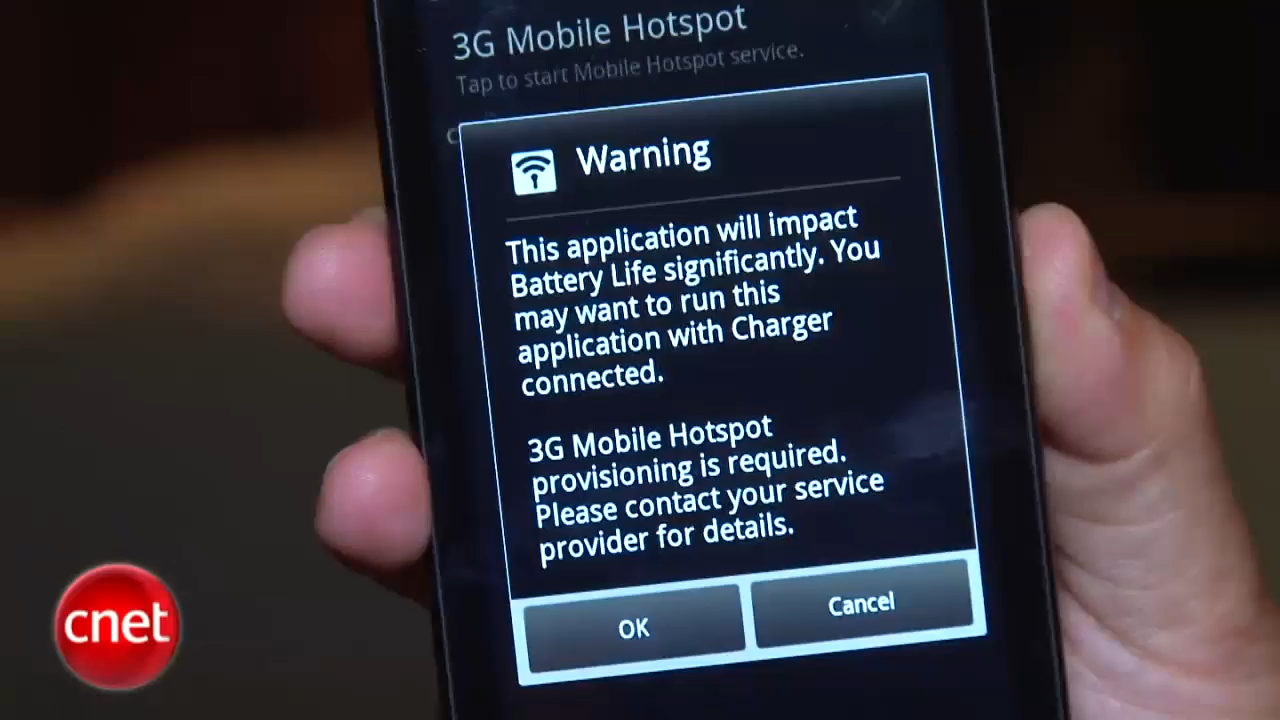 3G Mobile Hotspot
Tap to start Mobile Hotspot service.
Warning
This application will impact
Battery Life significantly. You
may want to run this
application with Charger
connected.
3G Mobile Hotspot
provisioning is required.
Please contact your service
provider for details.
OK
Cancel
cnet